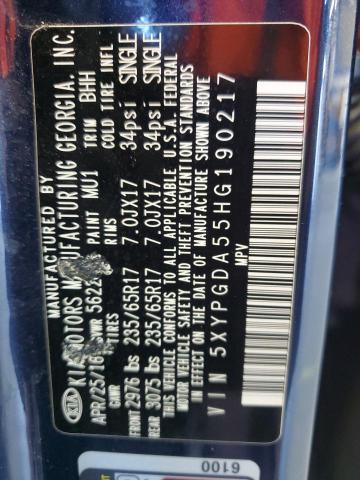 MANUFACTURED BY
KIA MOTORS MANUFACTURING GEORGIA, INC.
APR/25/16 GVWR 562 PAINT MU1 TRIM BHH
GAWR TIRES RIMS COLD TIRE INFL
FRONT 2976 lbs 235/65R17 7.0JX17 34psi SINGLE
REAR 3075 lbs 235/65R17 7.0JX17 34psi SINGLE
THIS VEHICLE CONFORMS TO ALL APPLICABLE U.S.A. FEDERAL
MOTOR VEHICLE SAFETY AND THEFT PREVENTION STANDARDS IN
EFFECT ON THE DATE OF MANUFACTURE SHOWN ABOVE
VIN 5XYPGDA55HG190217
MPV
KIA
6100